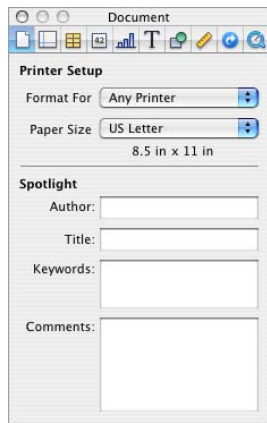 Document
42
T
Printer Setup
Format For Any Printer
Paper Size US Letter
8.5 in x 11 in
Spotlight
Author:
Title:
Keywords:
Comments: